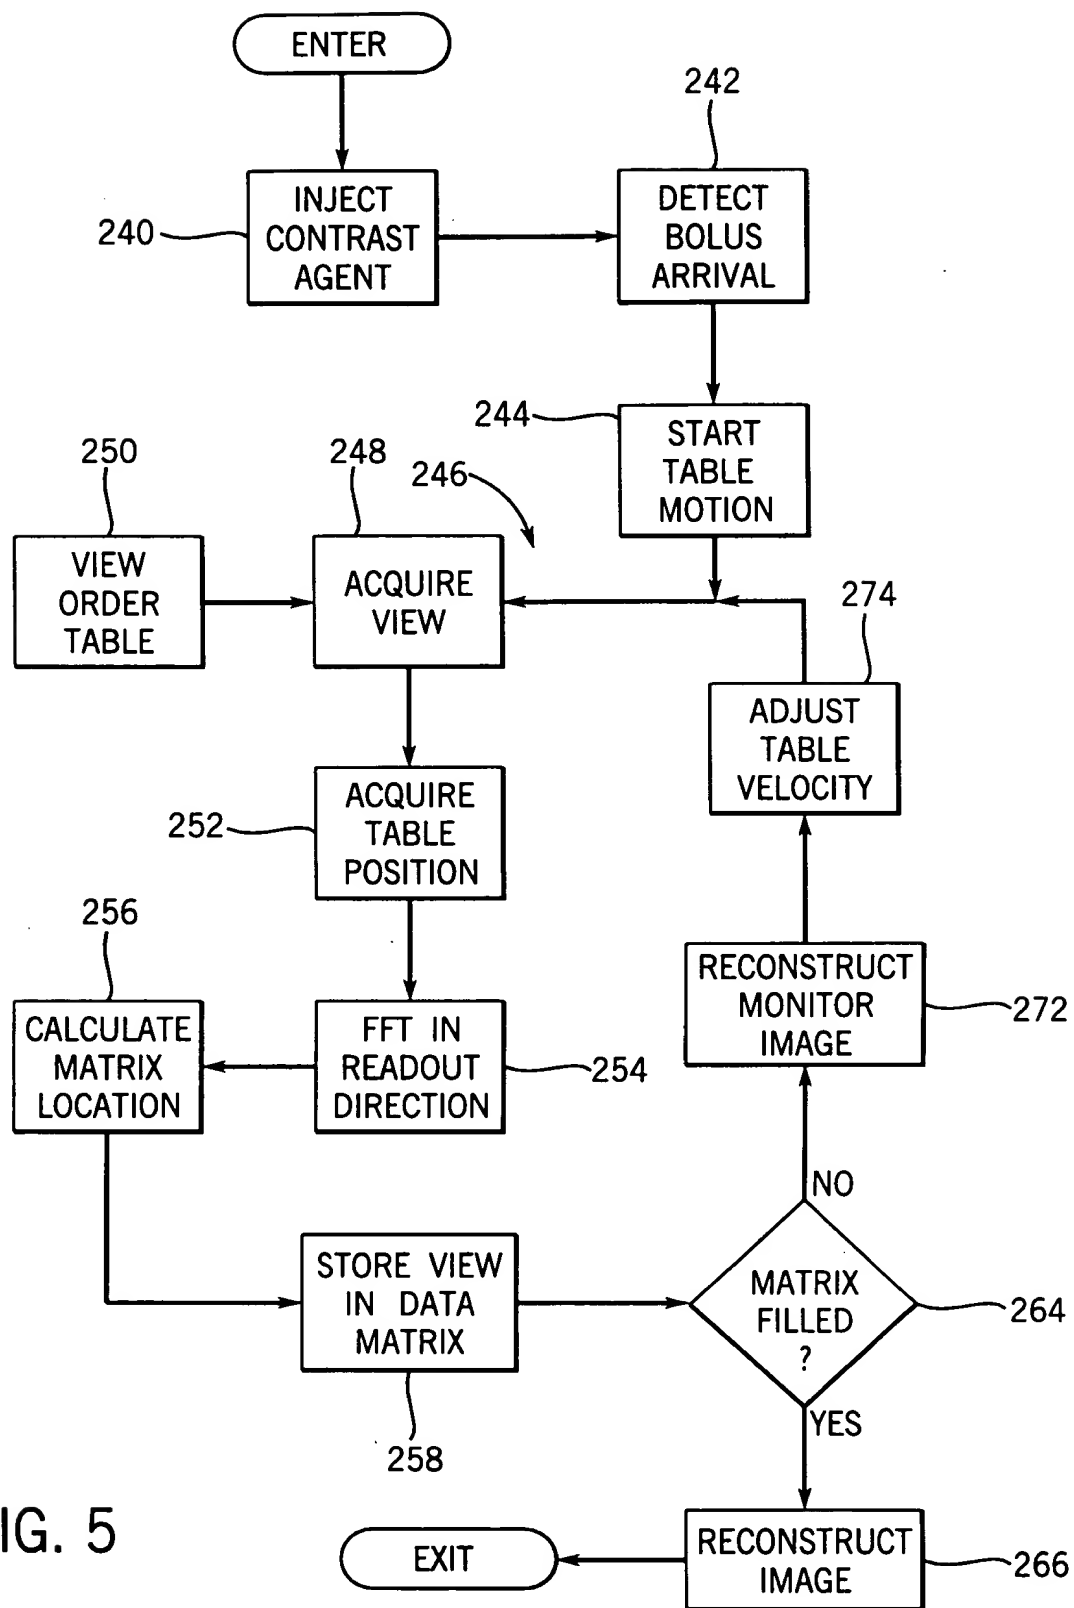 ENTER
242
INJECT
CONTRAST
AGENT
240
DETECT
BOLUS
ARRIVAL
244
START
TABLE
MOTION
250
248
246
VIEW
ORDER
TABLE
ACQUIRE
VIEW
274
ADJUST
TABLE
VELOCITY
252
ACQUIRE
TABLE
POSITION
256
RECONSTRUCT
MONITOR
IMAGE
272
CALCULATE
MATRIX
LOCATION
FFT IN
READOUT
DIRECTION
254
NO
STORE VIEW
IN DATA
MATRIX
MATRIX
FILLED
?
264
YES
258
IG. 5
EXIT
RECONSTRUCT
IMAGE
266